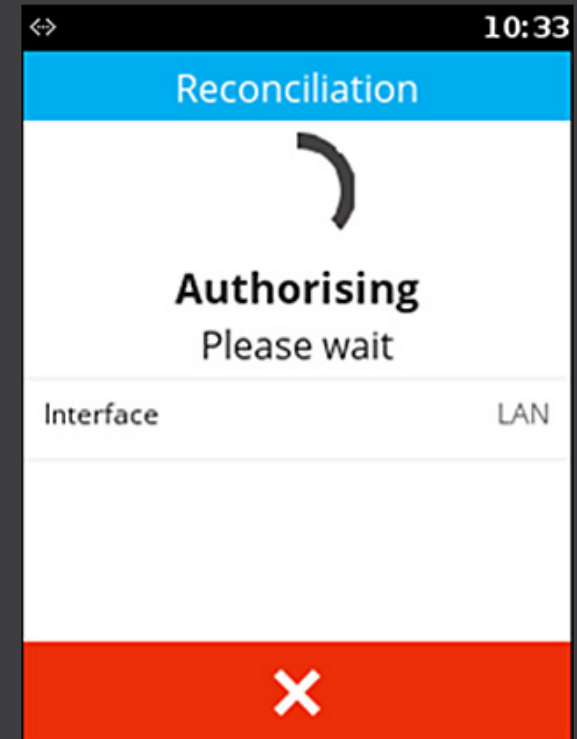 10:33
Reconciliation
Authorising
Please wait
Interface LAN